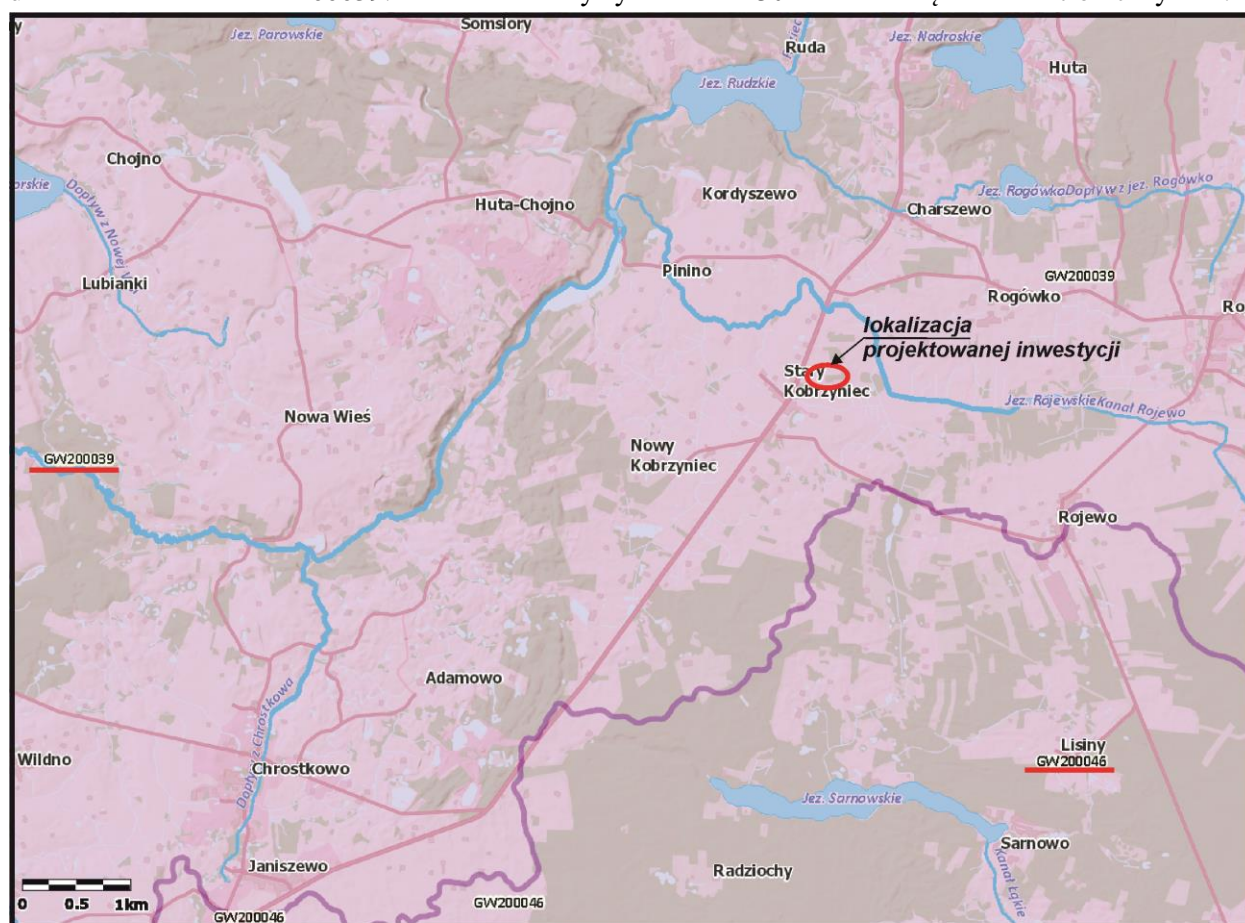 Somsiory
Jez. Parowskie
Ruda
Jez. Nadroskie
Huta
Jez. Rudzkie
Chojno
orskie
Dopływ z Nowej W
Huta-Chojno
Kordyszewo
Jez. Rogówko
Dopływ z jez. Rogówko
Charszewo
Lubianki
Pinino
GW200039
Rogówko
Ro
lokalizacja
projektowanej inwestycji
Stary
Kobrzyniec
Jez. Rojewskie
Kanał Rojewo
Nowa Wieś
Nowy
Kobrzyniec
GW200039
Rojewo
Adamowo
Dopływ z Chrostkowa
Wildno
Chrostkowo
Lisiny
GW200046
Jez. Sarnowskie
Sarnowo
Kanał Łąkie
Janiszewo
Radziochy
0 0.5 1km
GW200046
GW200046